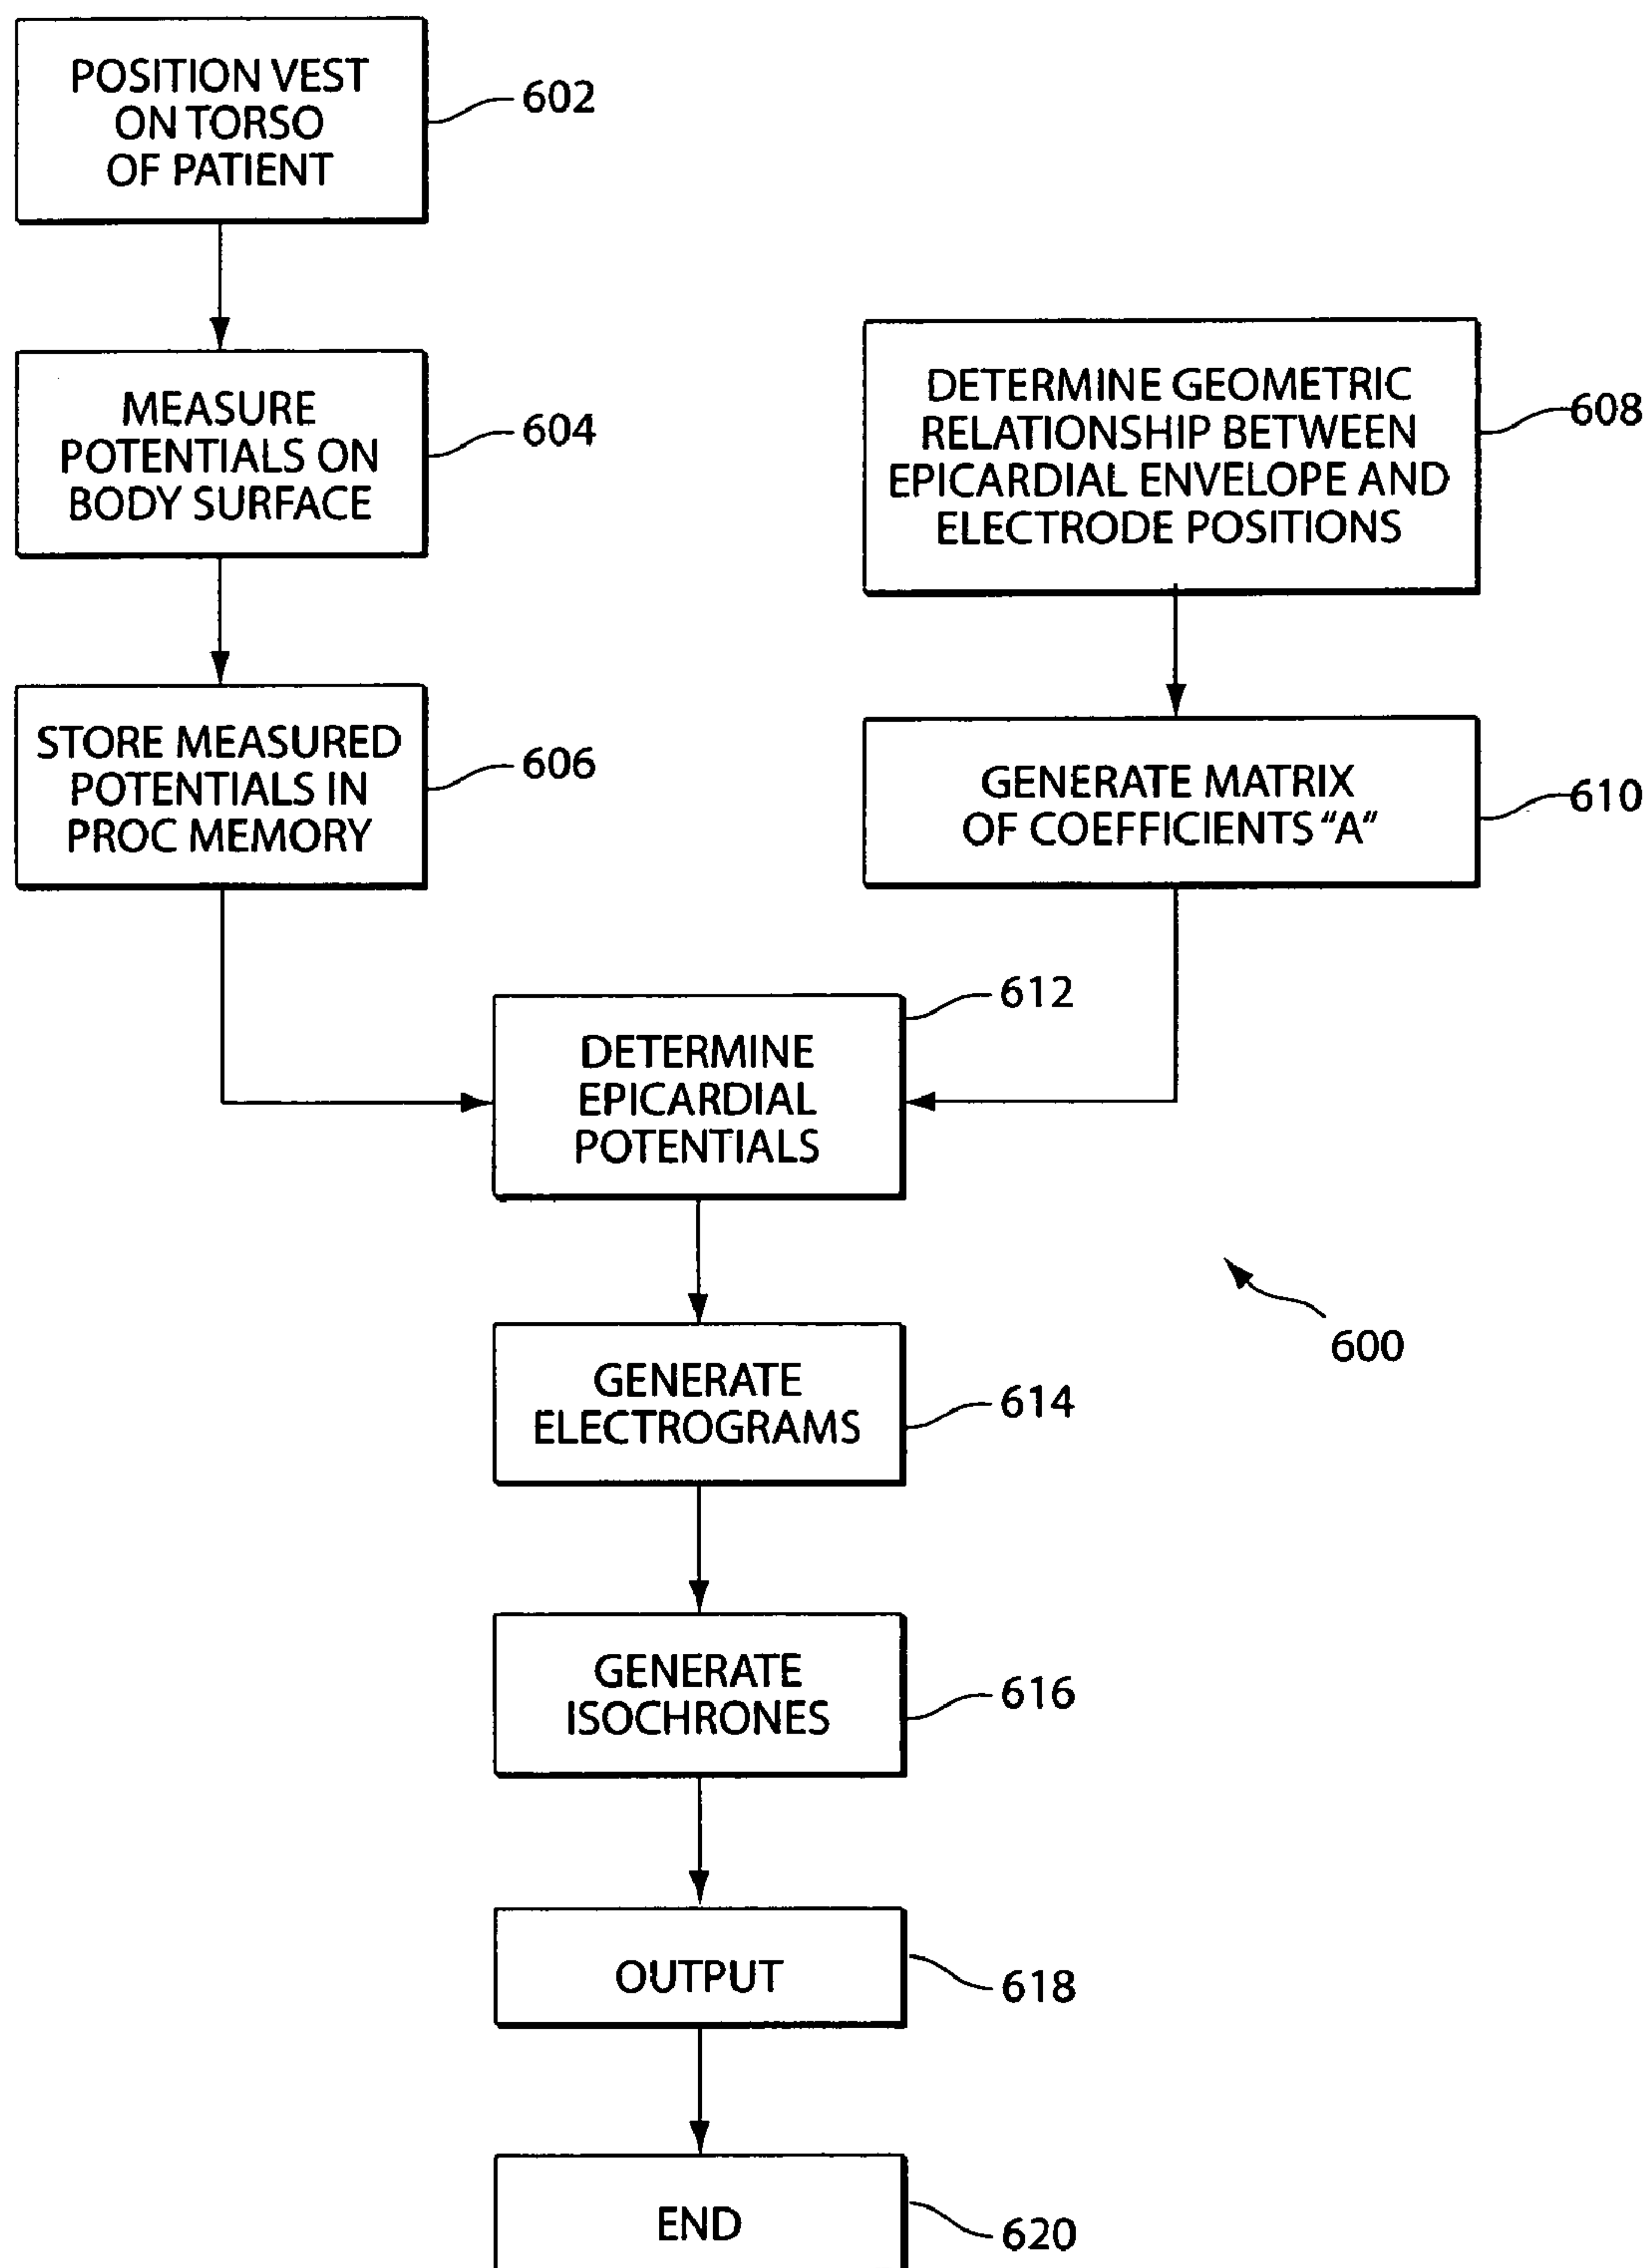 POSITION VEST
ON TORSO
OF PATIENT
602
MEASURE
POTENTIALS ON
BODY SURFACE
604
STORE MEASURED
POTENTIALS IN
PROC MEMORY
606
DETERMINE GEOMETRIC
RELATIONSHIP BETWEEN
EPICARDIAL ENVELOPE AND
ELECTRODE POSITIONS
608
GENERATE MATRIX
OF COEFFICIENTS "A"
610
DETERMINE
EPICARDIAL
POTENTIALS
612
600
GENERATE
ELECTROGRAMS
614
GENERATE
ISOCHRONES
616
OUTPUT
618
END
620